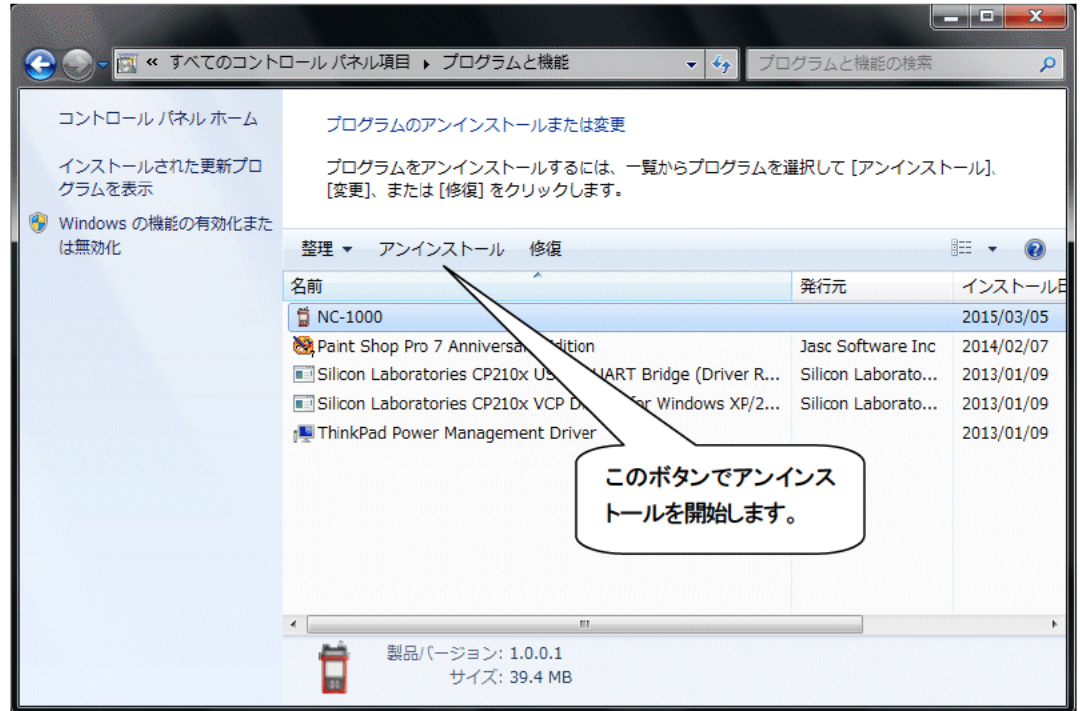 « すべてのコントロール パネル項目 ▸ プログラムと機能
プログラムと機能の検索
コントロール パネル ホーム
インストールされた更新プロ
グラムを表示
Windows の機能の有効化また
は無効化
プログラムのアンインストールまたは変更
プログラムをアンインストールするには、一覧からプログラムを選択して [アンインストール]、
[変更]、または [修復] をクリックします。
整理 ▼ アンインストール 修復
名前 発行元 インストール日
NC-1000 2015/03/05
Paint Shop Pro 7 Anniversary Edition Jasc Software Inc 2014/02/07
Silicon Laboratories CP210x UART Bridge (Driver R... Silicon Laborato... 2013/01/09
Silicon Laboratories CP210x VCP for Windows XP/2... Silicon Laborato... 2013/01/09
ThinkPad Power Management Driver 2013/01/09
このボタンでアンインス
トールを開始します。
製品バージョン: 1.0.0.1
サイズ: 39.4 MB